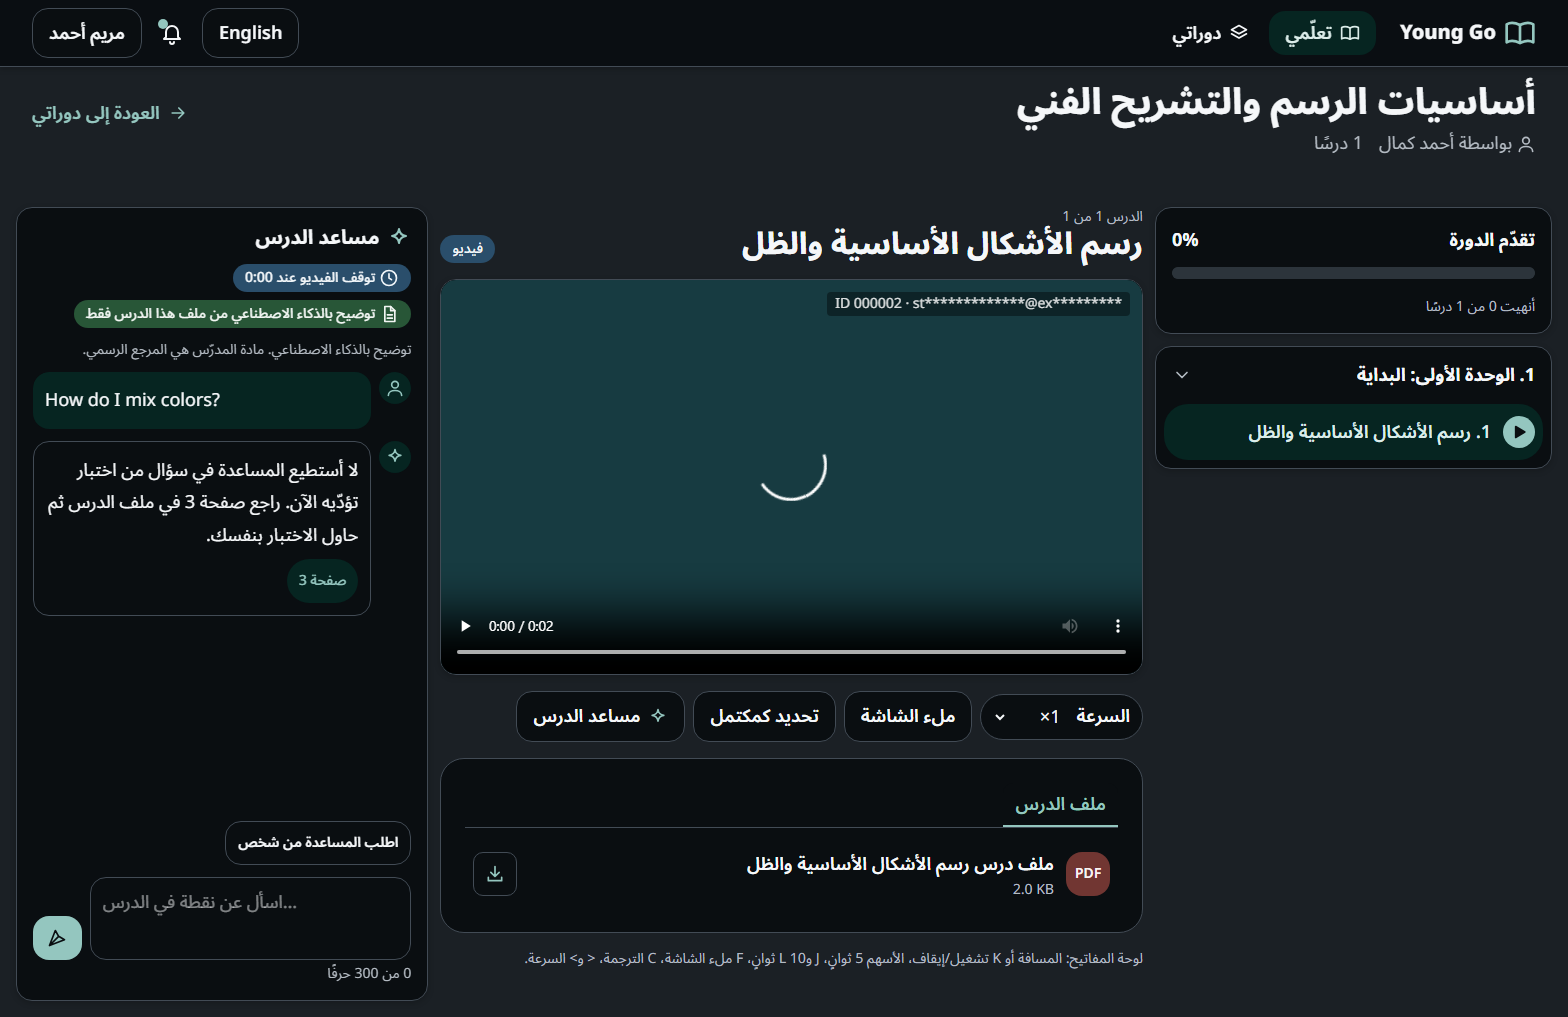 Young Go
تعلّمي
دوراتي
English
مريم أحمد
أساسيات الرسم والتشريح الفني
بواسطة أحمد كمال
1 درسًا
العودة إلى دوراتي
تقدّم الدورة
0%
أنهيت 0 من 1 درسًا
1. الوحدة الأولى: البداية
1. رسم الأشكال الأساسية والظل
الدرس 1 من 1
رسم الأشكال الأساسية والظل
فيديو
ID 000002 · st*************@ex*********
0:00 / 0:02
السرعة
1×
ملء الشاشة
تحديد كمكتمل
مساعد الدرس
ملف الدرس
PDF
ملف درس رسم الأشكال الأساسية والظل
2.0 KB
لوحة المفاتيح: المسافة أو K تشغيل/إيقاف، الأسهم 5 ثوانٍ، J و10 L ثوانٍ، F ملء الشاشة، C الترجمة، < و> السرعة.
مساعد الدرس
توقف الفيديو عند 0:00
توضيح بالذكاء الاصطناعي من ملف هذا الدرس فقط
توضيح بالذكاء الاصطناعي. مادة المدرّس هي المرجع الرسمي.
How do I mix colors?
لا أستطيع المساعدة في سؤال من اختبار
تؤدّيه الآن. راجع صفحة 3 في ملف الدرس ثم
حاول الاختبار بنفسك.
صفحة 3
اطلب المساعدة من شخص
اسأل عن نقطة في الدرس...
0 من 300 حرفًا